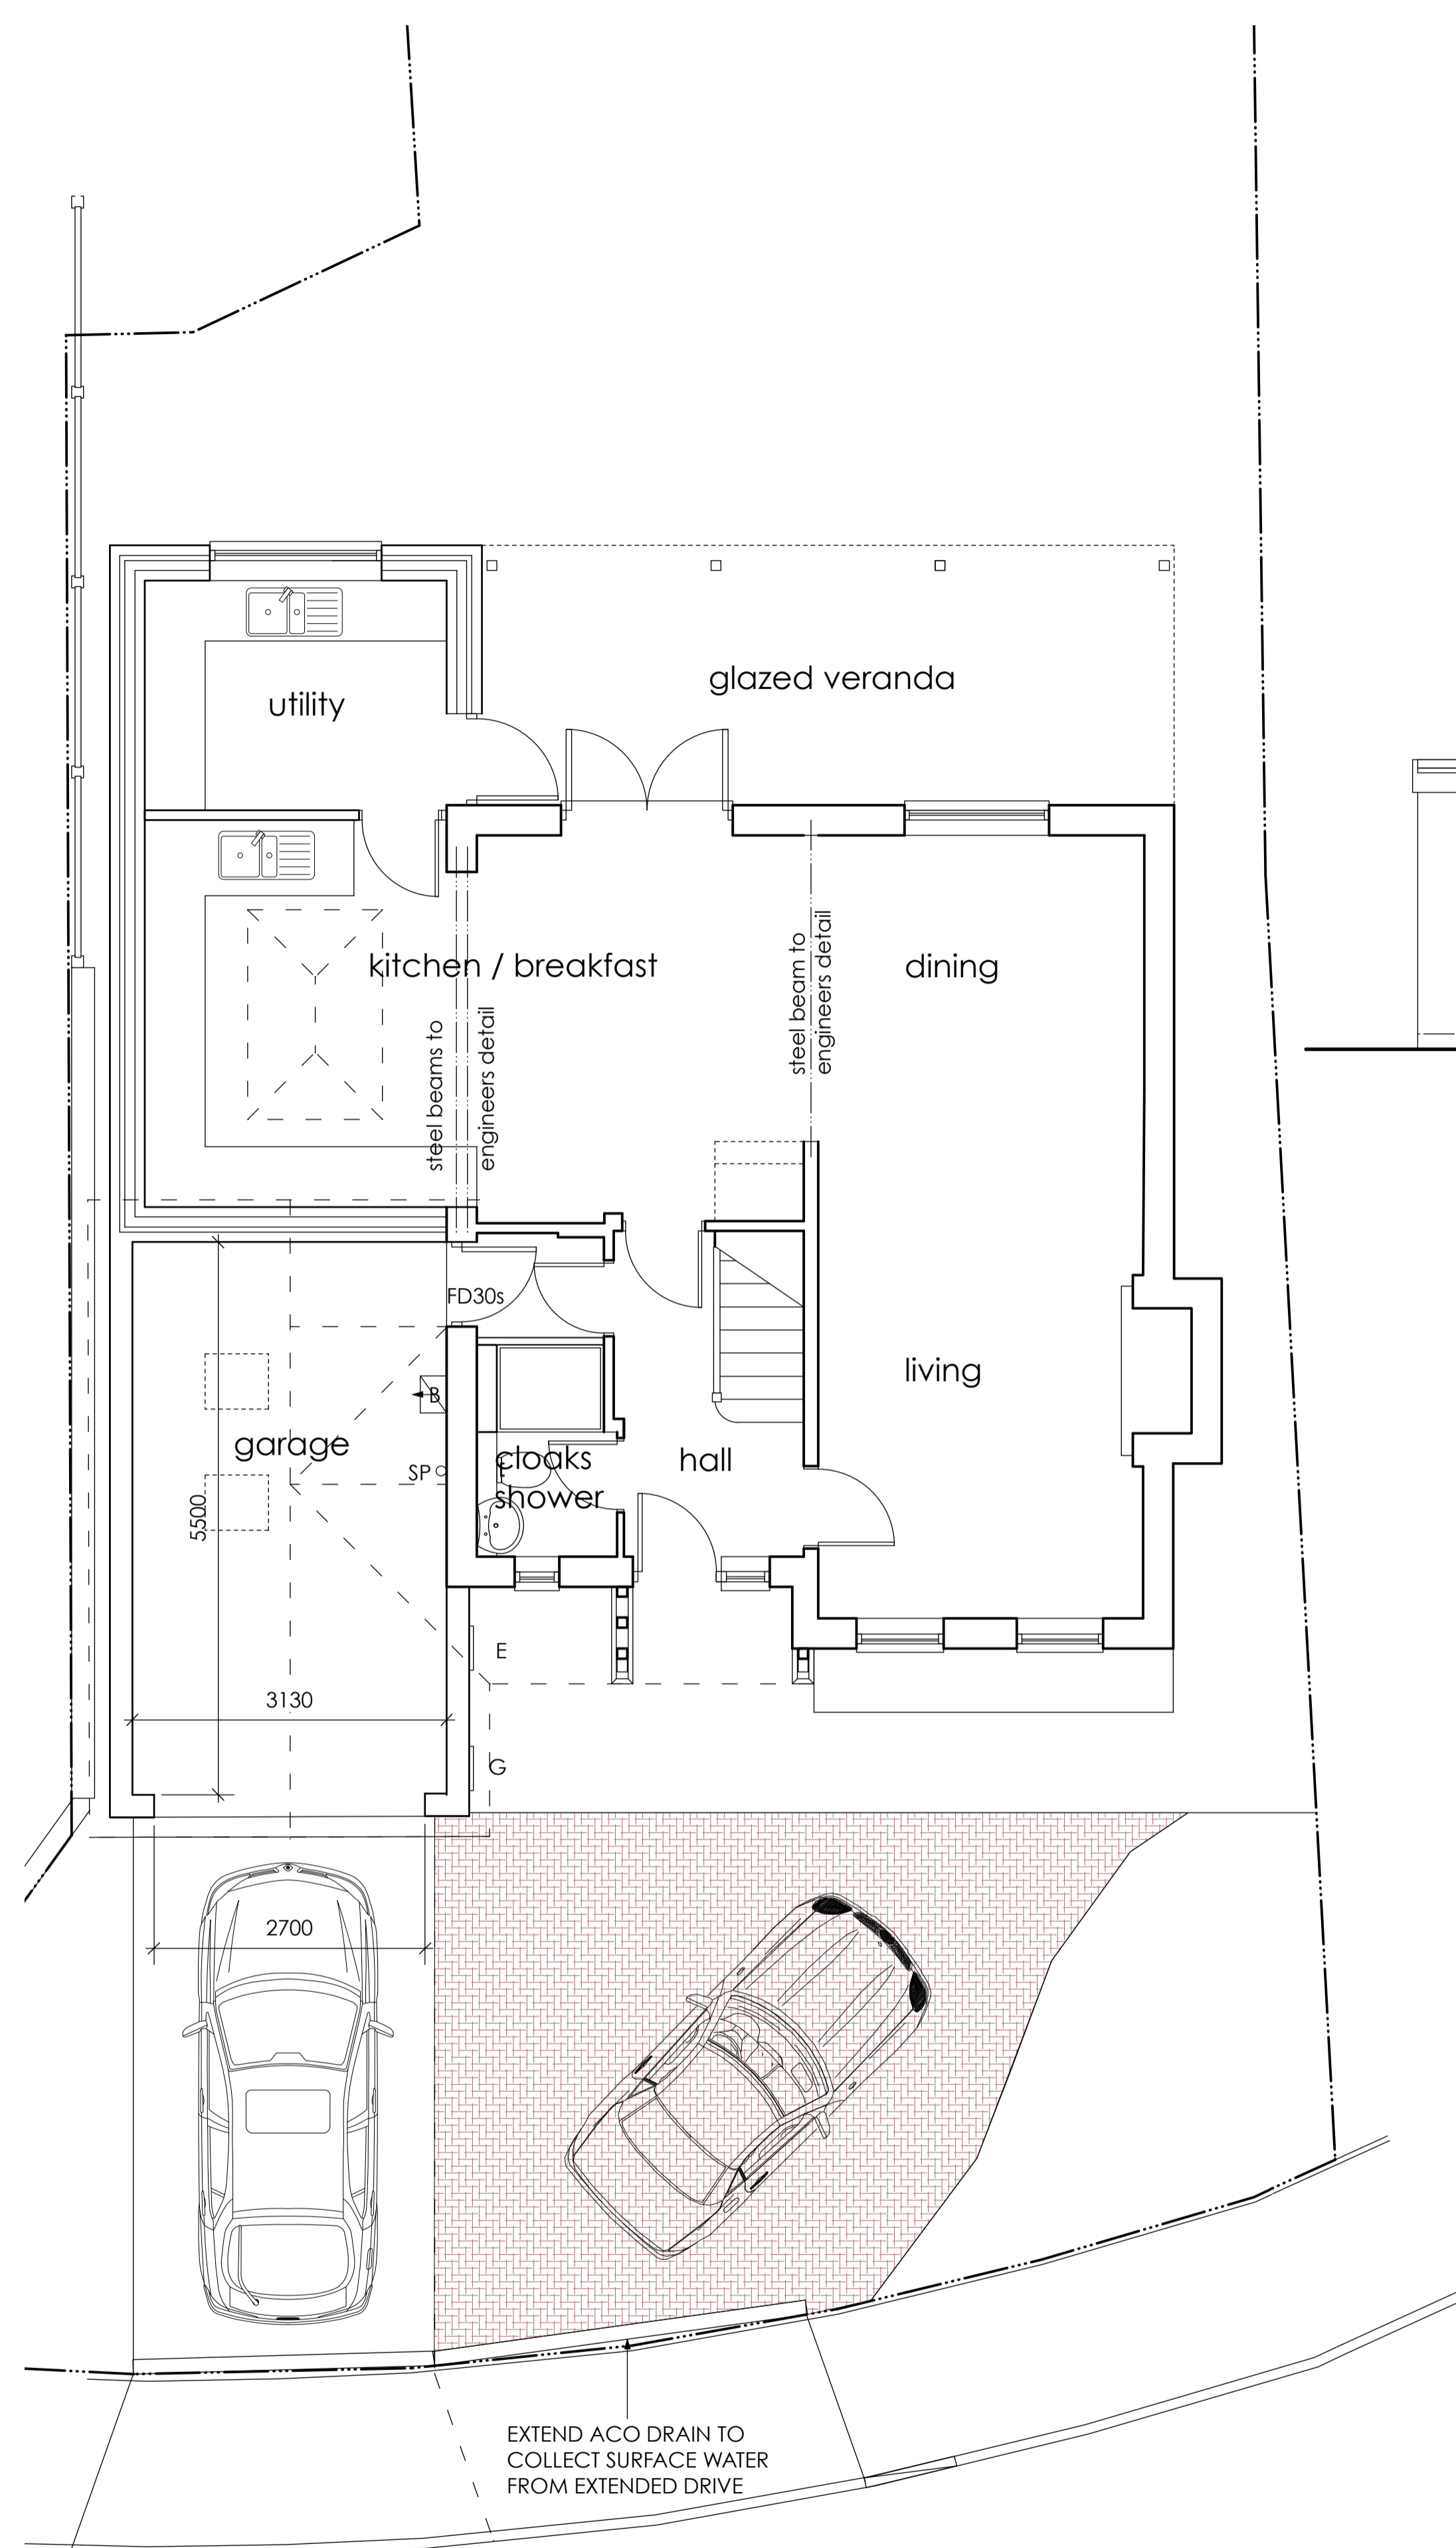 glazed veranda
utility
kitchen / breakfast
dining
steel beam to
engineers detail
steel beams to
engineers detail
FD30s
living
B
garage
SP
cloaks
shower
hall
5500
E
3130
G
2700
EXTEND ACO DRAIN TO
COLLECT SURFACE WATER
FROM EXTENDED DRIVE